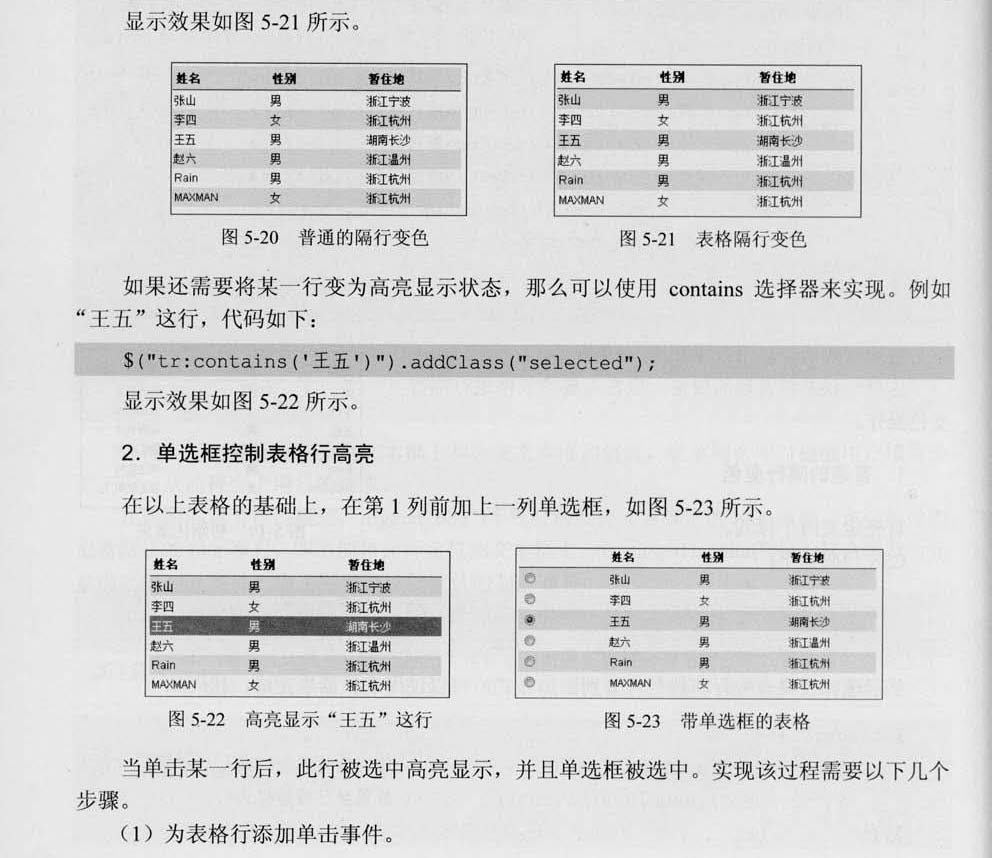 显示效果如图 5-21 所示。
姓名 性别 暂住地
张山 男 浙江宁波
李四 女 浙江杭州
王五 男 湖南长沙
赵六 男 浙江温州
Rain 男 浙江杭州
MAXMAN 女 浙江杭州
图 5-20 普通的隔行变色
姓名 性别 暂住地
张山 男 浙江宁波
李四 女 浙江杭州
王五 男 湖南长沙
赵六 男 浙江温州
Rain 男 浙江杭州
MAXMAN 女 浙江杭州
图 5-21 表格隔行变色
如果还需要将某一行变为高亮显示状态，那么可以使用 contains 选择器来实现。例如
“王五”这行，代码如下：
$("tr:contains('王五')").addClass("selected");
显示效果如图 5-22 所示。
2．单选框控制表格行高亮
在以上表格的基础上，在第 1 列前加上一列单选框，如图 5-23 所示。
姓名 性别 暂住地
张山 男 浙江宁波
李四 女 浙江杭州
王五 男 湖南长沙
赵六 男 浙江温州
Rain 男 浙江杭州
MAXMAN 女 浙江杭州
图 5-22 高亮显示“王五”这行
姓名 性别 暂住地
张山 男 浙江宁波
李四 女 浙江杭州
王五 男 湖南长沙
赵六 男 浙江温州
Rain 男 浙江杭州
MAXMAN 女 浙江杭州
图 5-23 带单选框的表格
当单击某一行后，此行被选中高亮显示，并且单选框被选中。实现该过程需要以下几个
步骤。
（1）为表格行添加单击事件。